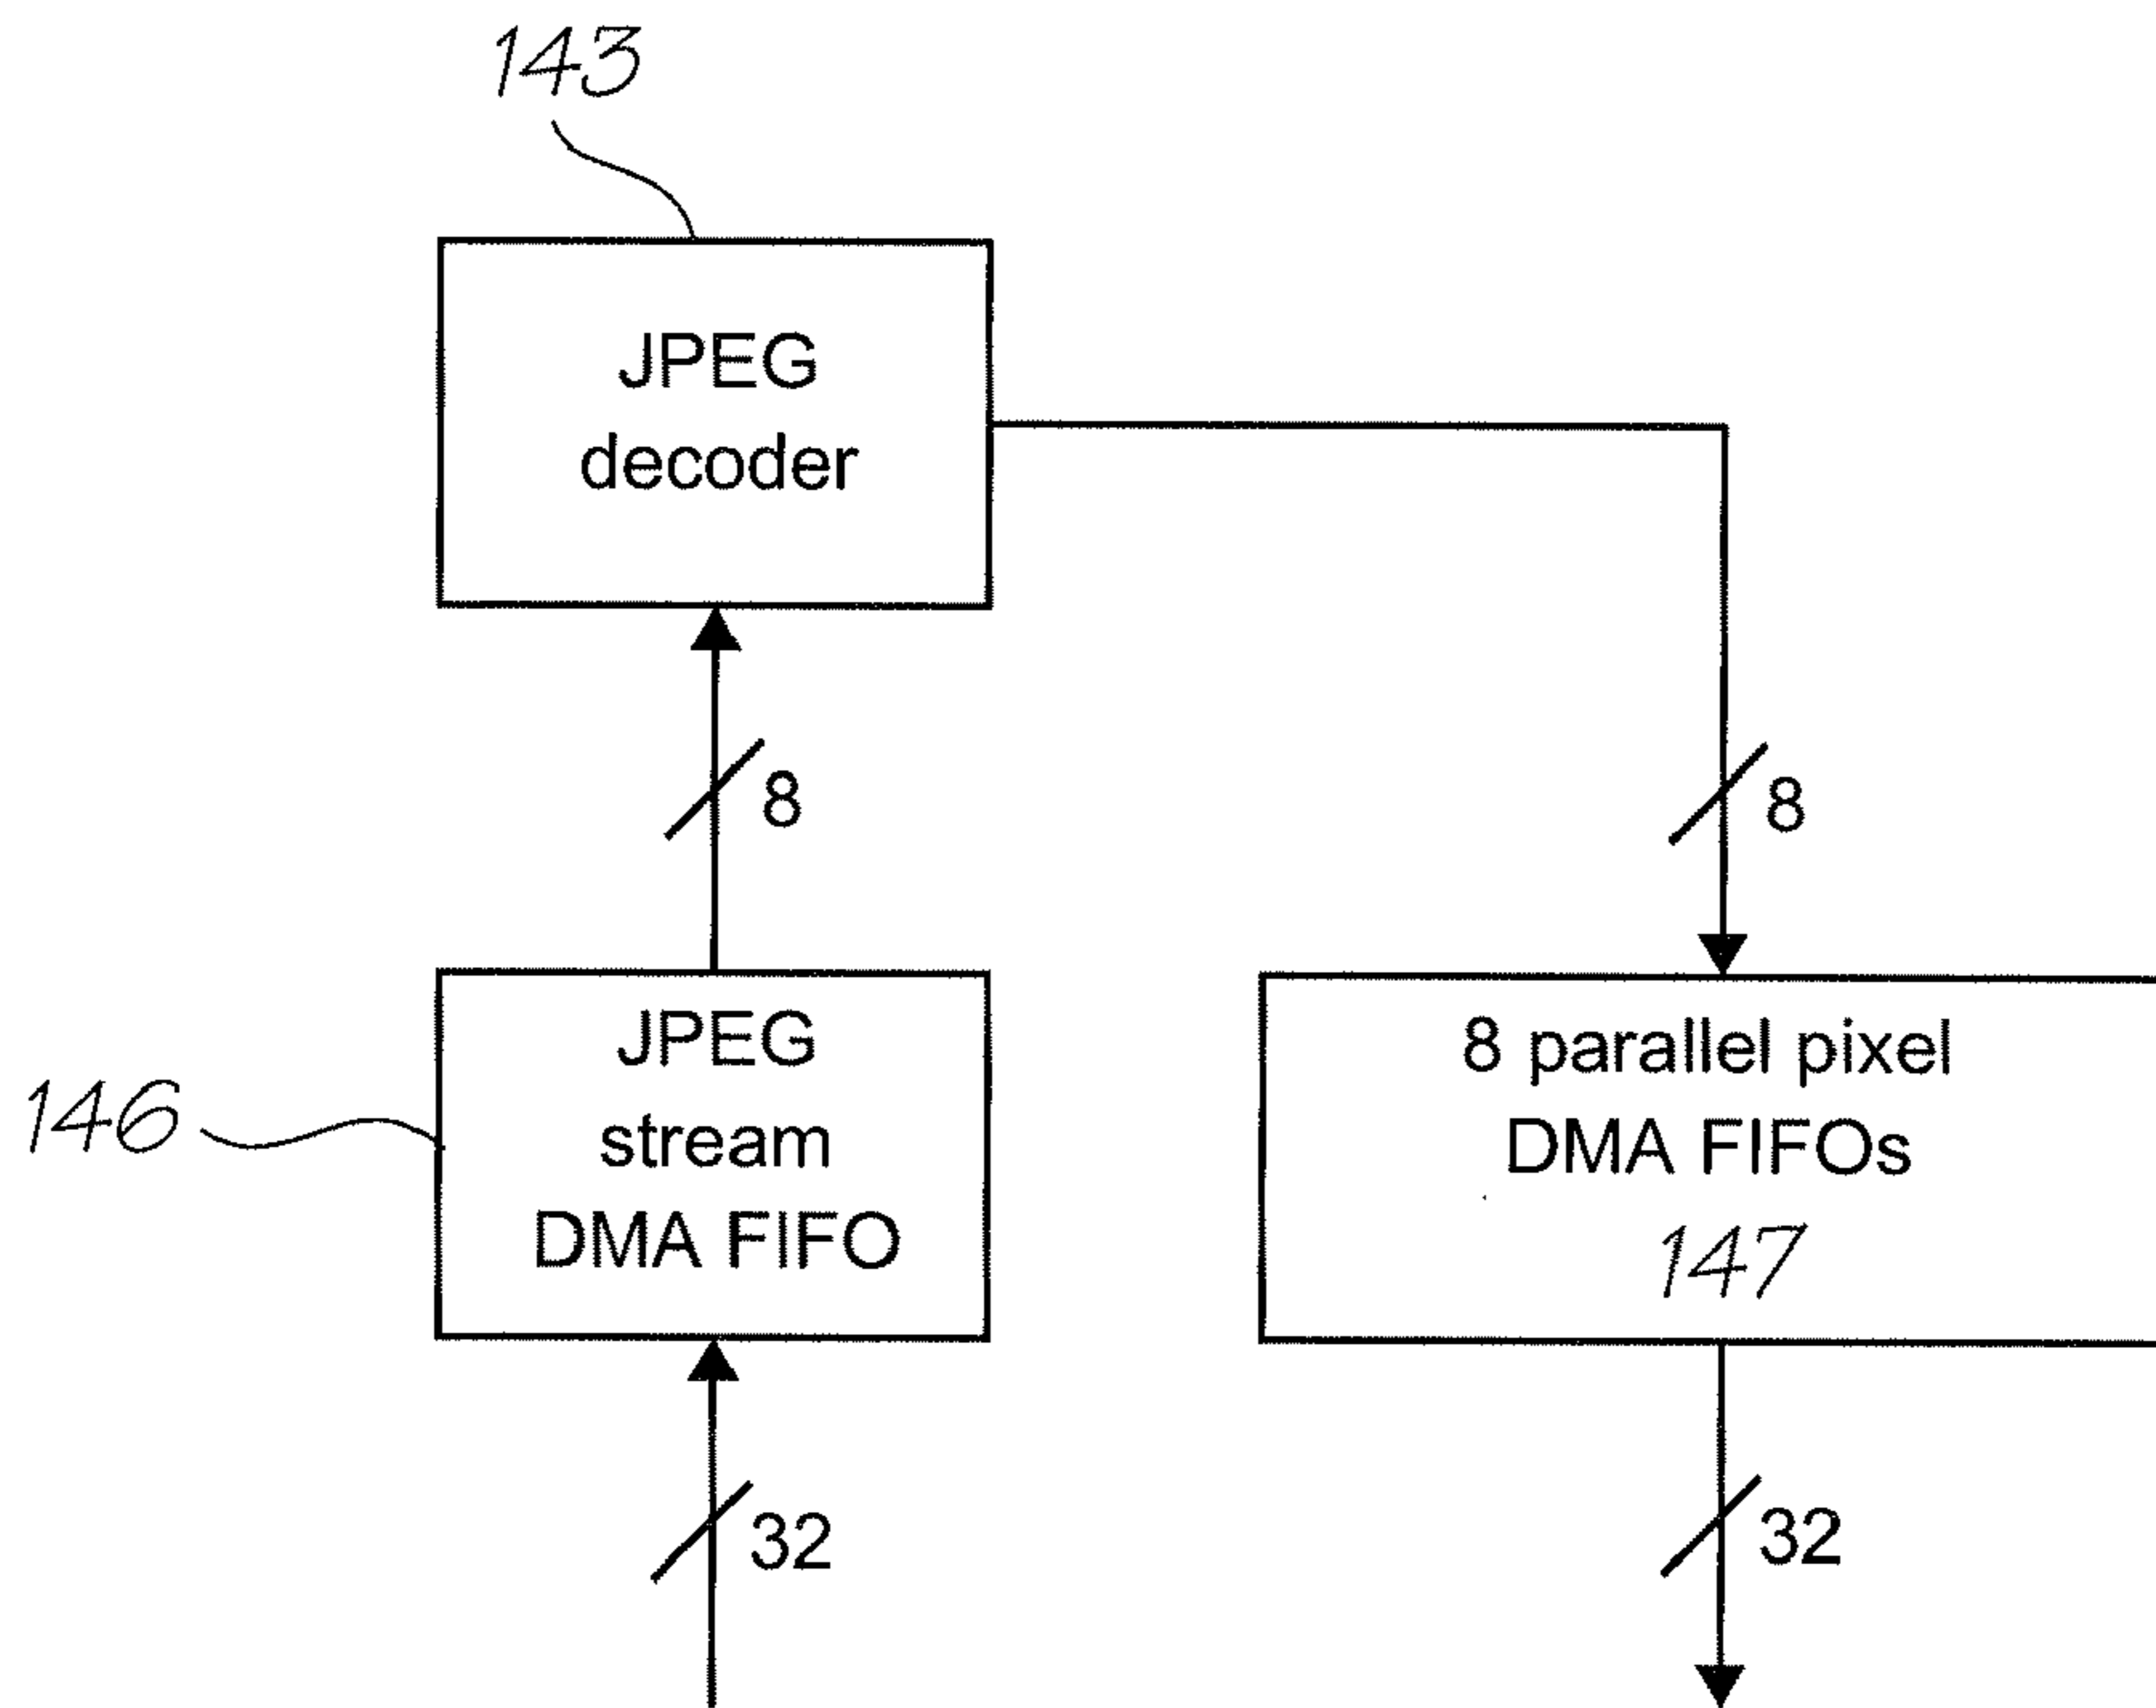 143
JPEG
decoder
8
8
JPEG
stream
DMA FIFO
146
8 parallel pixel
DMA FIFOs
147
32
32